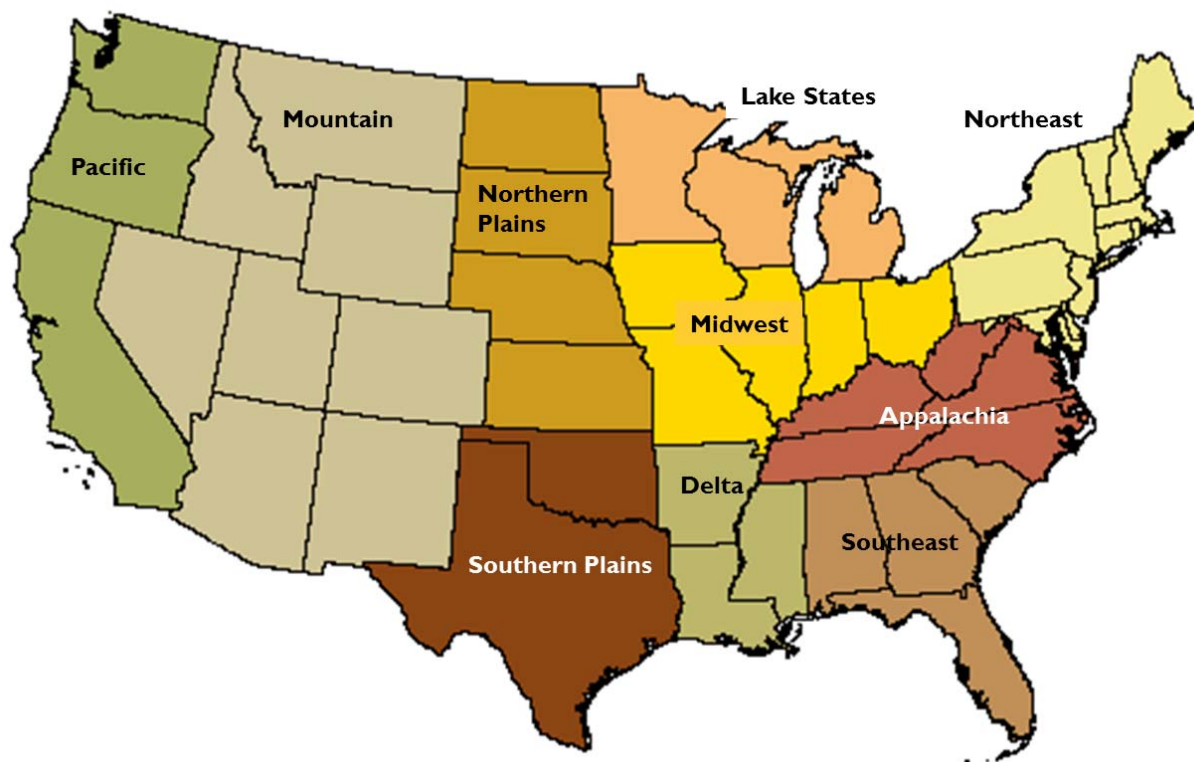 Lake States
Mountain
Northeast
Pacific
Northern
Plains
Midwest
Appalachia
Delta
Southeast
Southern Plains